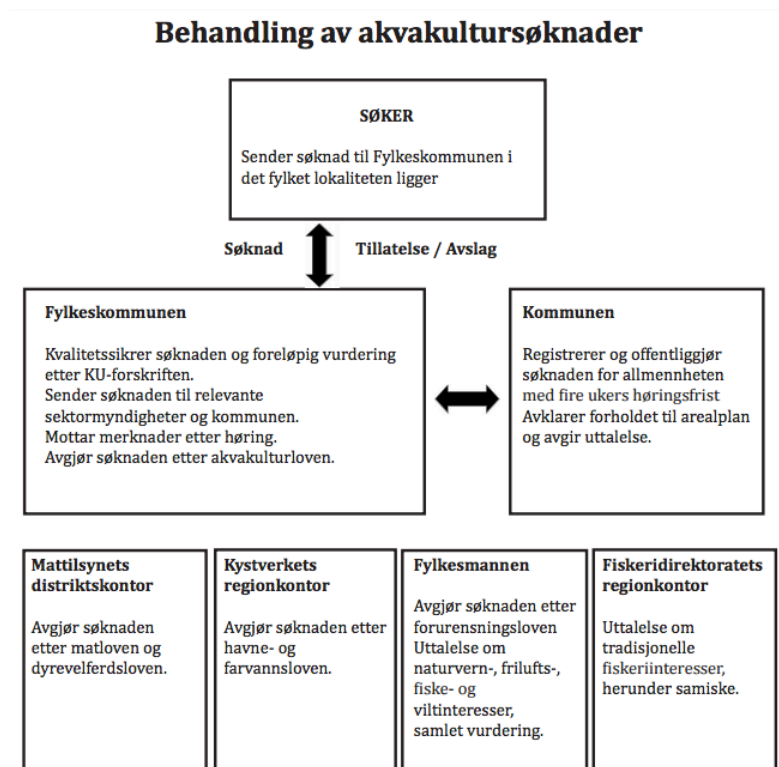 Behandling av akvakultursøknader
SØKER
Sender søknad til Fylkeskommunen i
det fylket lokaliteten ligger
Søknad
Tillatelse / Avslag
Fylkeskommunen
Kvalitetssikrer søknaden og foreløpig vurdering
etter KU-forskriften.
Sender søknaden til relevante
sektormyndigheter og kommunen.
Mottar merknader etter høring.
Avgjør søknaden etter akvakulturloven.
Kommunen
Registrerer og offentliggjør
søknaden for allmennheten
med fire ukers høringsfrist
Avklarer forholdet til arealplan
og avgir uttalelse.
Mattilsynets
distriktskontor
Avgjør søknaden
etter matloven og
dyrevelferdsloven.
Kystverkets
regionkontor
Avgjør søknaden etter
havne- og
farvannsloven.
Fylkesmannen
Avgjør søknaden etter
forurensningsloven
Uttalelse om
naturvern-, frilufts-,
fiske- og
viltinteresser,
samlet vurdering.
Fiskeridirektoratets
regionkontor
Uttalelse om
tradisjonelle
fiskeriinteresser,
herunder samiske.